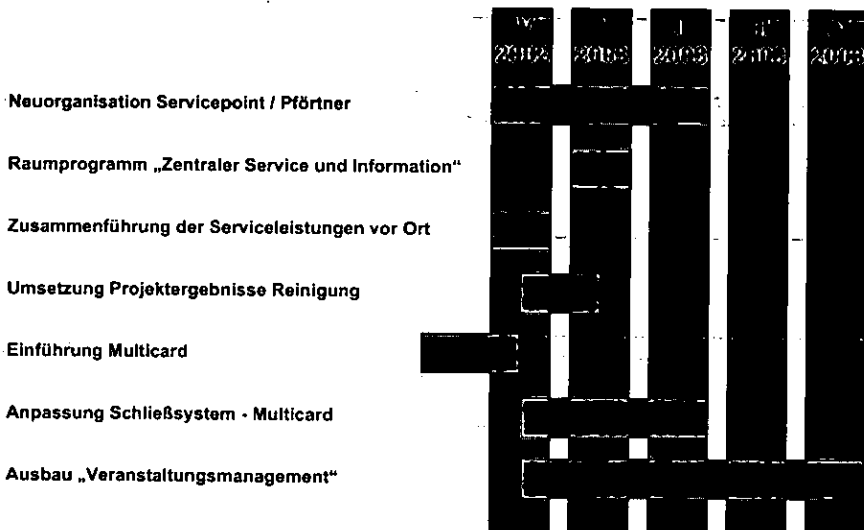 Neuorganisation Servicepoint / Pförtner
Raumprogramm „Zentraler Service und Information“
Zusammenführung der Serviceleistungen vor Ort
Umsetzung Projektergebnisse Reinigung
Einführung Multicard
Anpassung Schließsystem - Multicard
Ausbau „Veranstaltungsmanagement“